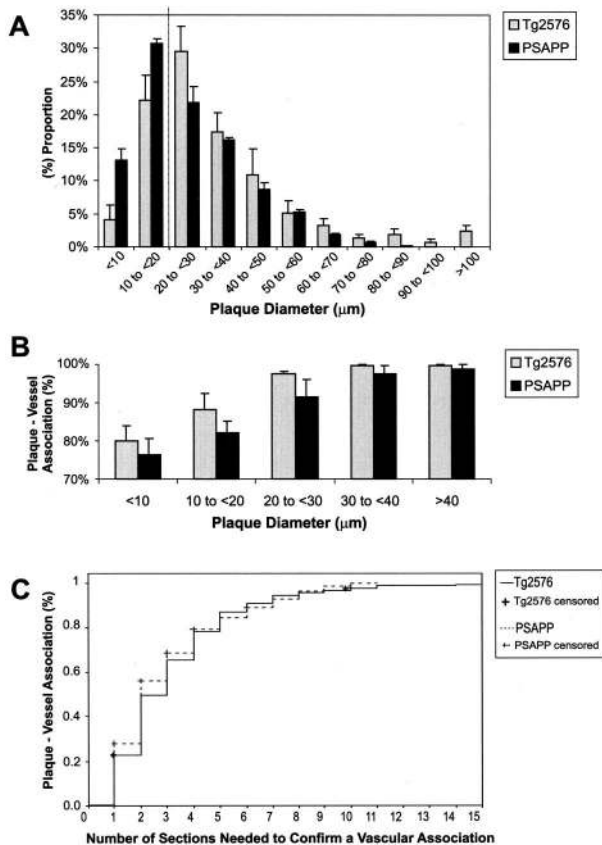 A
(%) Proportion
35%
30%
25%
20%
15%
10%
5%
0%
<10
10 to <20
20 to <30
30 to <40
40 to <50
50 to <60
60 to <70
70 to <80
80 to <90
90 to <100
>100
Plaque Diameter (μm)
Tg2576
PSAPP
B
Plaque - Vessel
Association (%)
100%
90%
80%
70%
<10
10 to <20
20 to <30
30 to <40
>40
Plaque Diameter (μm)
Tg2576
PSAPP
C
Plaque - Vessel Association (%)
1
0.8
0.6
0.4
0.2
0.0
0 1 2 3 4 5 6 7 8 9 10 11 12 13 14 15
Number of Sections Needed to Confirm a Vascular Association
Tg2576
Tg2576 censored
PSAPP
PSAPP censored